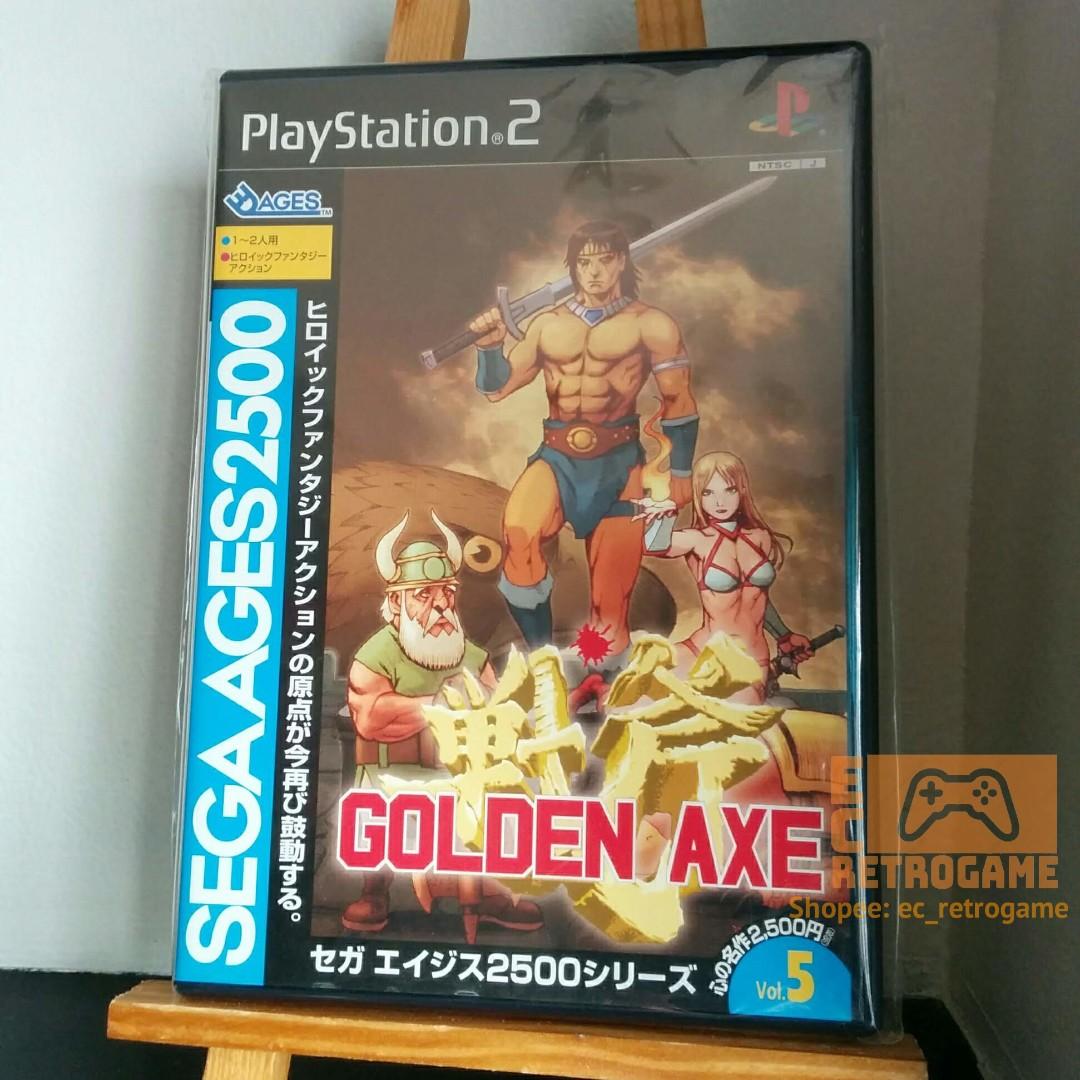 PlayStation®2
NTSC J
AGES™
●1〜2人用
●ヒロイックファンタジー
アクション
SEGA AGES 2500
ヒロイックファンタジーアクションの原点が今再び鼓動する。
戦斧
GOLDEN AXE
セガ エイジス2500シリーズ
心の名作2,500円
Vol.5
EC
RETROGAME
Shopee: ec_retrogame